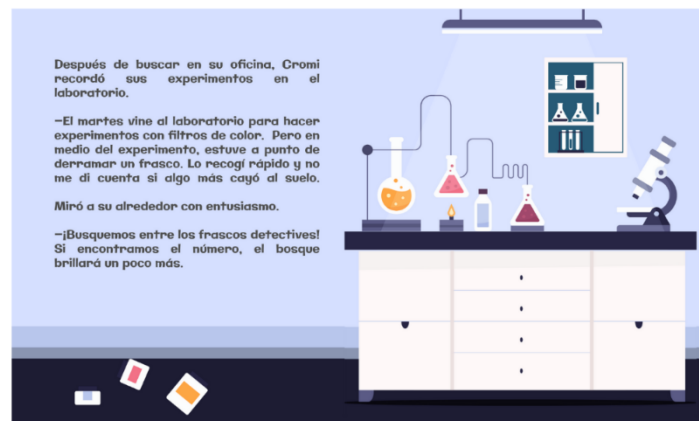 Después de buscar en su oficina, Cromi
recordó sus experimentos en el
laboratorio.
—El martes vine al laboratorio para hacer
experimentos con filtros de color. Pero en
medio del experimento, estuve a punto de
derramar un frasco. Lo recogí rápido y no
me di cuenta si algo más cayó al suelo.
Miró a su alrededor con entusiasmo.
—¡Busquemos entre los frascos detectives!
Si encontramos el número, el bosque
brillará un poco más.